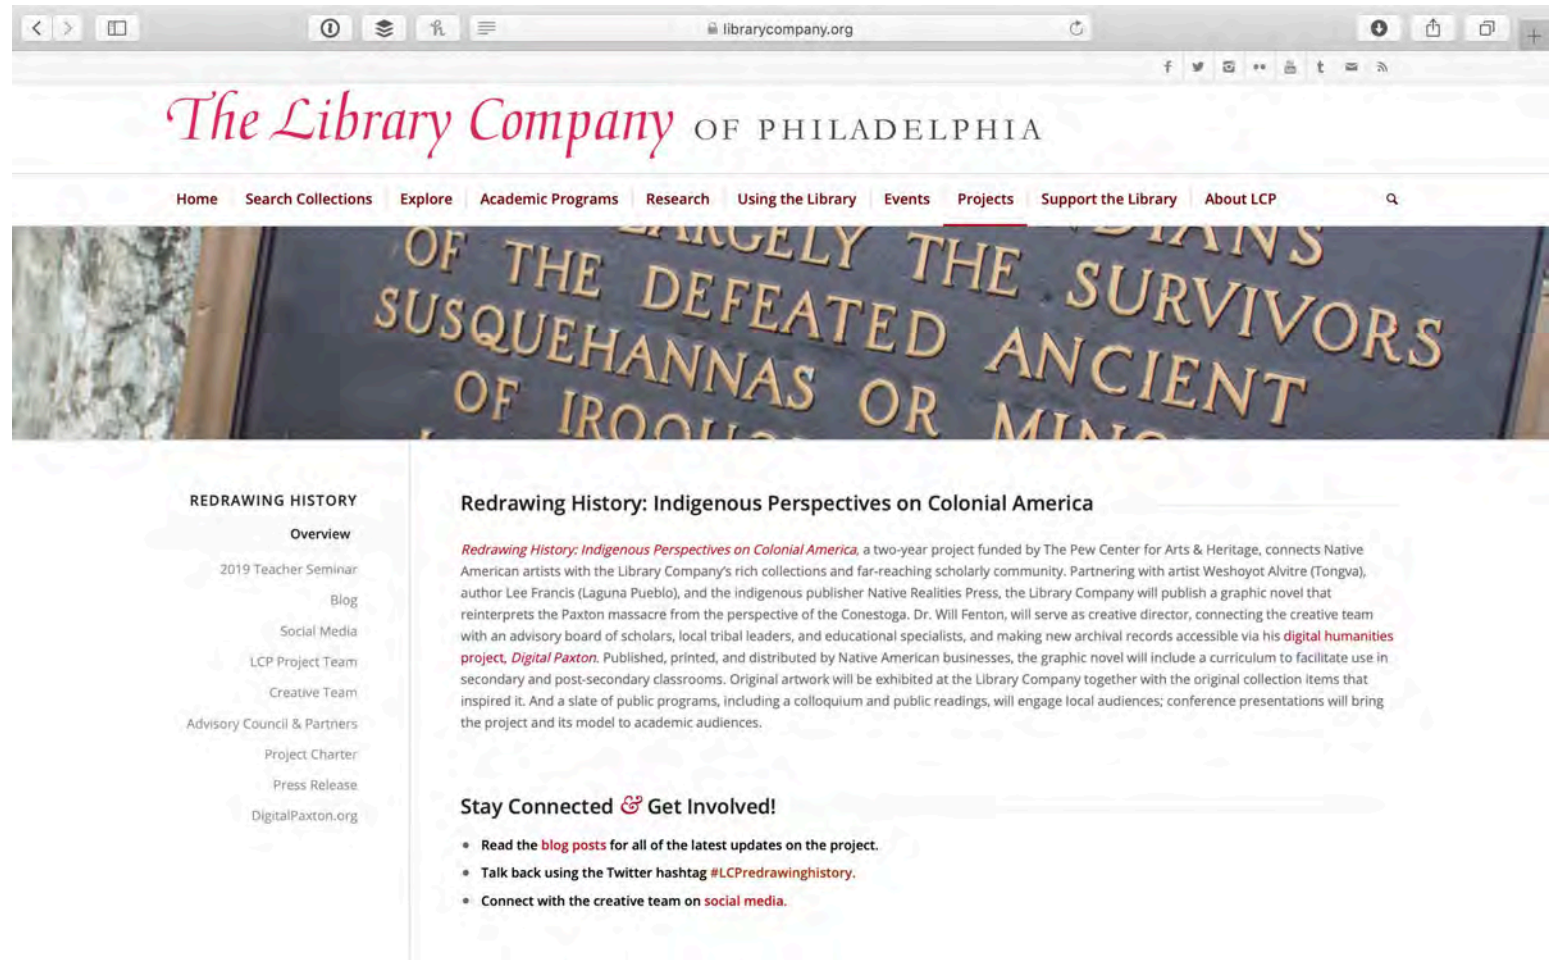 librarycompany.org
The Library Company OF PHILADELPHIA
Home Search Collections Explore Academic Programs Research Using the Library Events Projects Support the Library About LCP
LARGELY THE SURVIVORS
OF THE DEFEATED ANCIENT
SUSQUEHANNAS OR
OF
REDRAWING HISTORY
Overview
2019 Teacher Seminar
Blog
Social Media
LCP Project Team
Creative Team
Advisory Council & Partners
Project Charter
Press Release
DigitalPaxton.org
Redrawing History: Indigenous Perspectives on Colonial America
Redrawing History: Indigenous Perspectives on Colonial America, a two-year project funded by The Pew Center for Arts & Heritage, connects Native
American artists with the Library Company's rich collections and far-reaching scholarly community. Partnering with artist Weshoyot Alvitre (Tongva),
author Lee Francis (Laguna Pueblo), and the indigenous publisher Native Realities Press, the Library Company will publish a graphic novel that
reinterprets the Paxton massacre from the perspective of the Conestoga. Dr. Will Fenton, will serve as creative director, connecting the creative team
with an advisory board of scholars, local tribal leaders, and educational specialists, and making new archival records accessible via his digital humanities
project, Digital Paxton. Published, printed, and distributed by Native American businesses, the graphic novel will include a curriculum to facilitate use in
secondary and post-secondary classrooms. Original artwork will be exhibited at the Library Company together with the original collection items that
inspired it. And a slate of public programs, including a colloquium and public readings, will engage local audiences; conference presentations will bring
the project and its model to academic audiences.
Stay Connected & Get Involved!
Read the blog posts for all of the latest updates on the project.
Talk back using the Twitter hashtag #LCPredrawinghistory.
Connect with the creative team on social media.